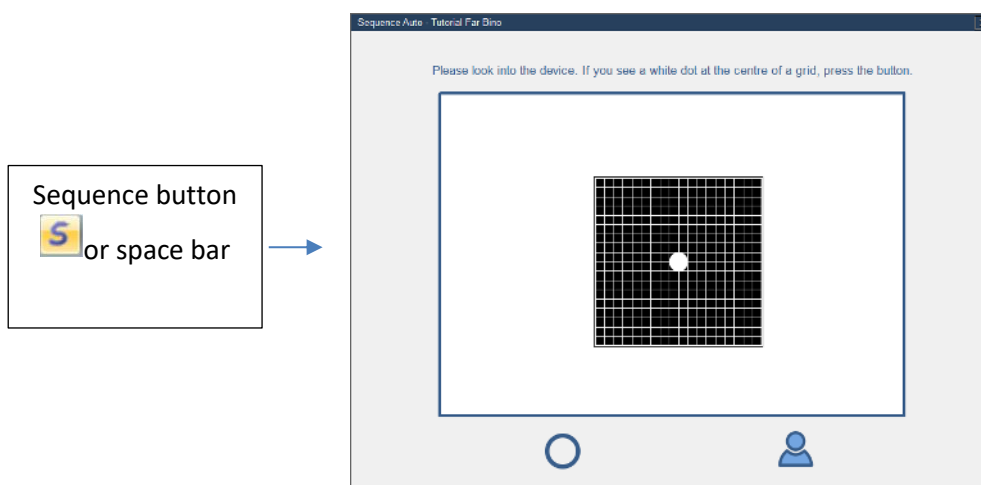 Sequence Auto - Tutorial Far Bino
Please look into the device. If you see a white dot at the centre of a grid, press the button.
Sequence button
S or space bar